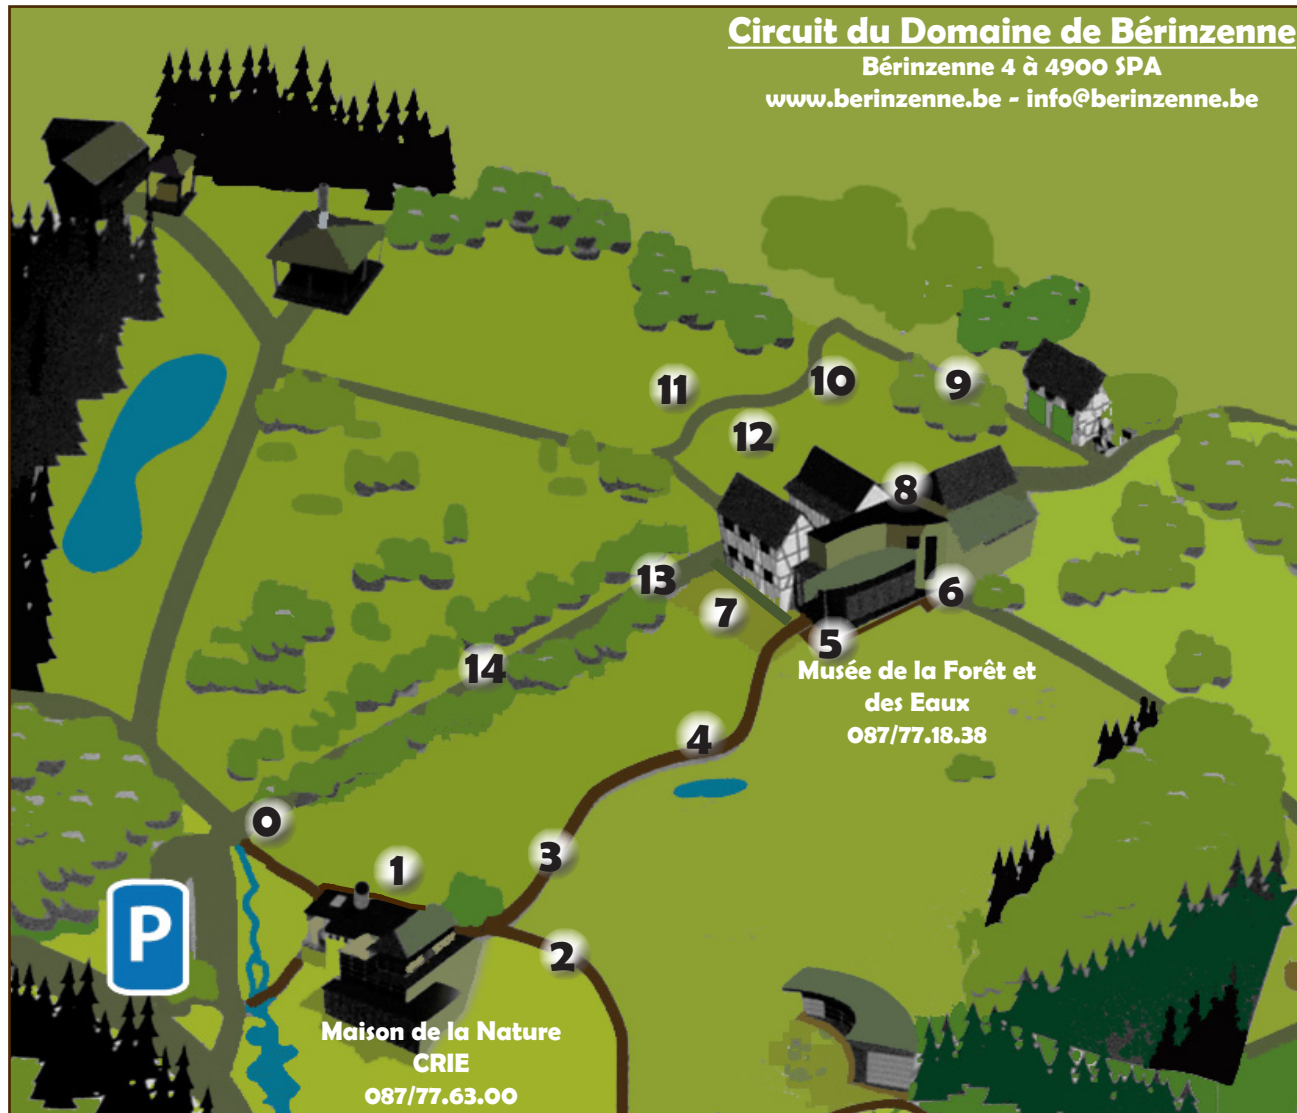 Circuit du Domaine de Bérinzenne
Bérinzenne 4 à 4900 SPA
www.berinzenne.be - info@berinzenne.be
9
10
11
12
8
13
7
6
5
Musée de la Forêt et
des Eaux
087/77.18.38
14
4
0
3
1
2
P
Maison de la Nature
CRIE
087/77.63.00